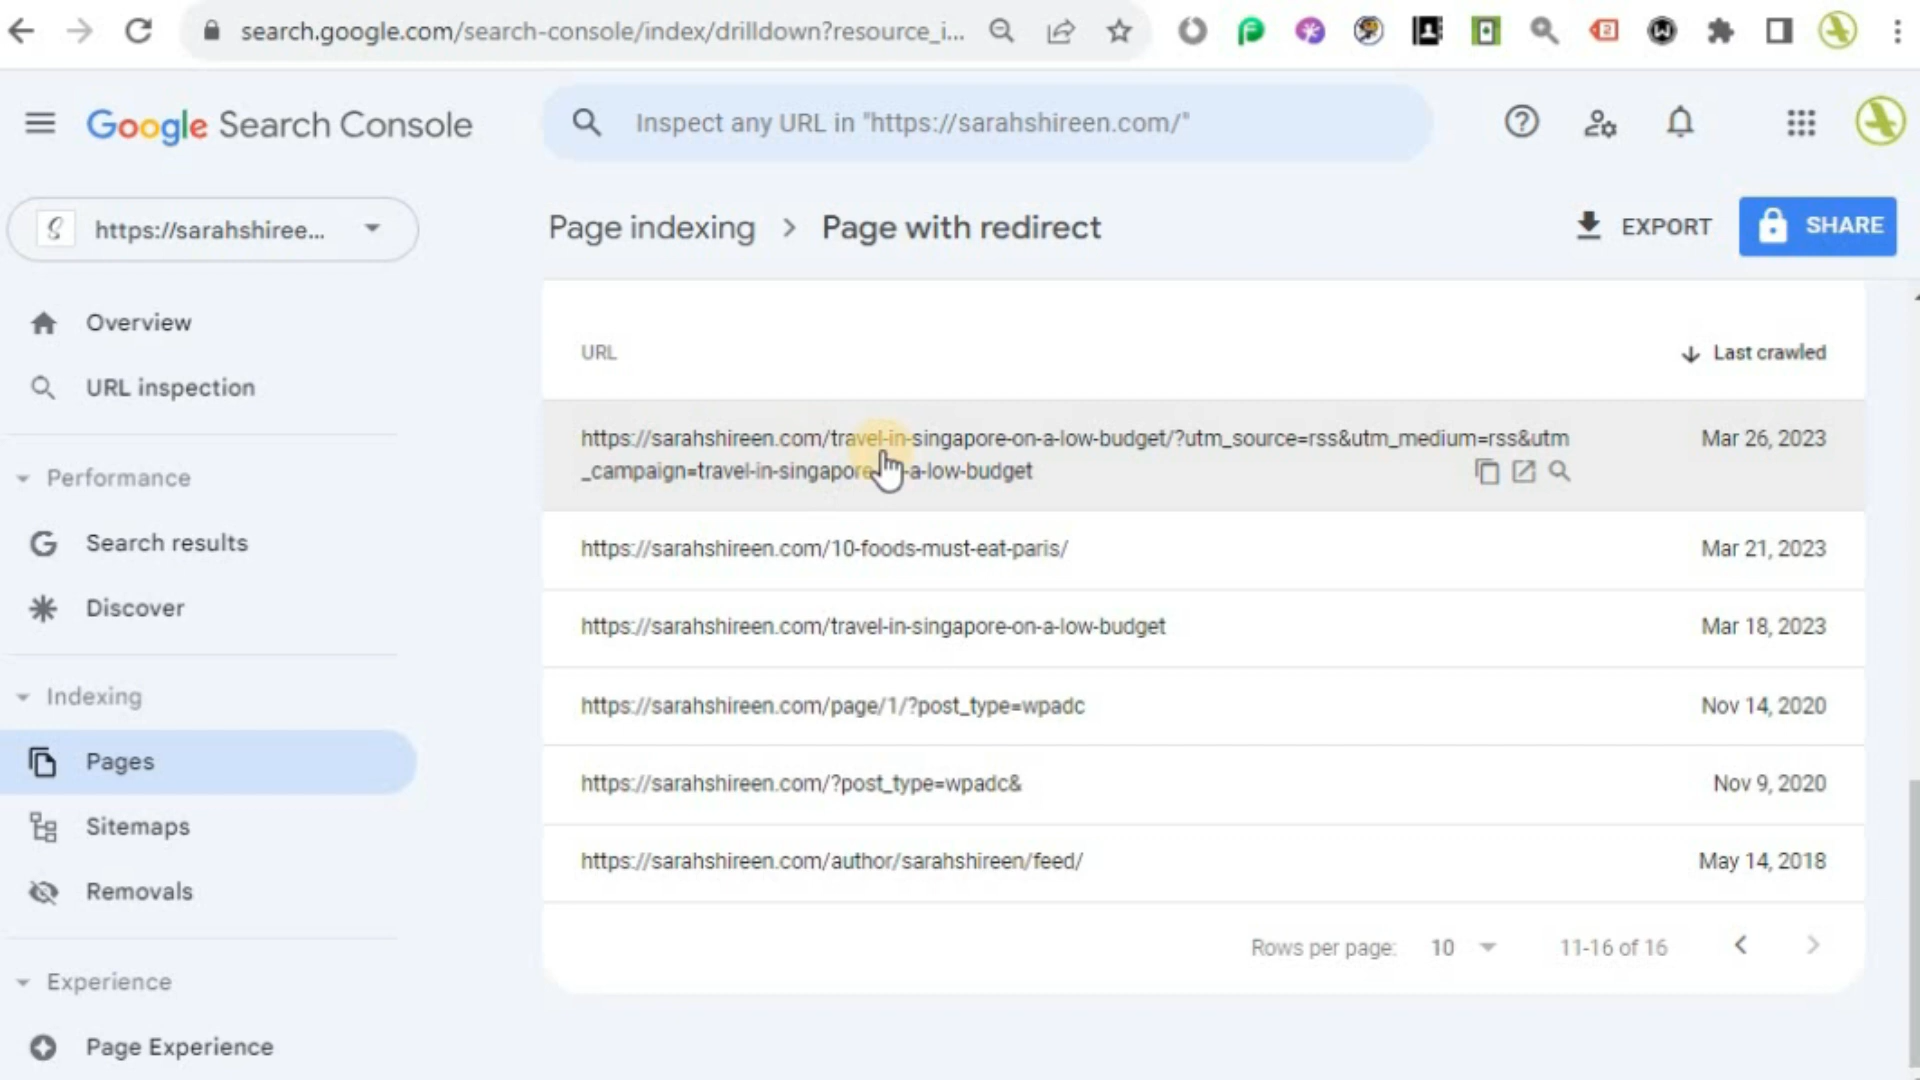 search.google.com/search-console/index/drilldown?resource_i...
2
Google Search Console
Inspect any URL in "https://sarahshireen.com/"
https://sarahshiree...
Page indexing > Page with redirect
EXPORT
SHARE
Overview
URL inspection
Performance
Search results
Discover
Indexing
Pages
Sitemaps
Removals
Experience
Page Experience
URL
Last crawled
https://sarahshireen.com/travel-in-singapore-on-a-low-budget/?utm_source=rss&utm_medium=rss&utm
Mar 26, 2023
_campaign=travel-in-singapore-on-a-low-budget
https://sarahshireen.com/10-foods-must-eat-paris/
Mar 21, 2023
https://sarahshireen.com/travel-in-singapore-on-a-low-budget
Mar 18, 2023
https://sarahshireen.com/page/1/?post_type=wpadc
Nov 14, 2020
https://sarahshireen.com/?post_type=wpadc&
Nov 9, 2020
https://sarahshireen.com/author/sarahshireen/feed/
May 14, 2018
Rows per page: 10
11-16 of 16